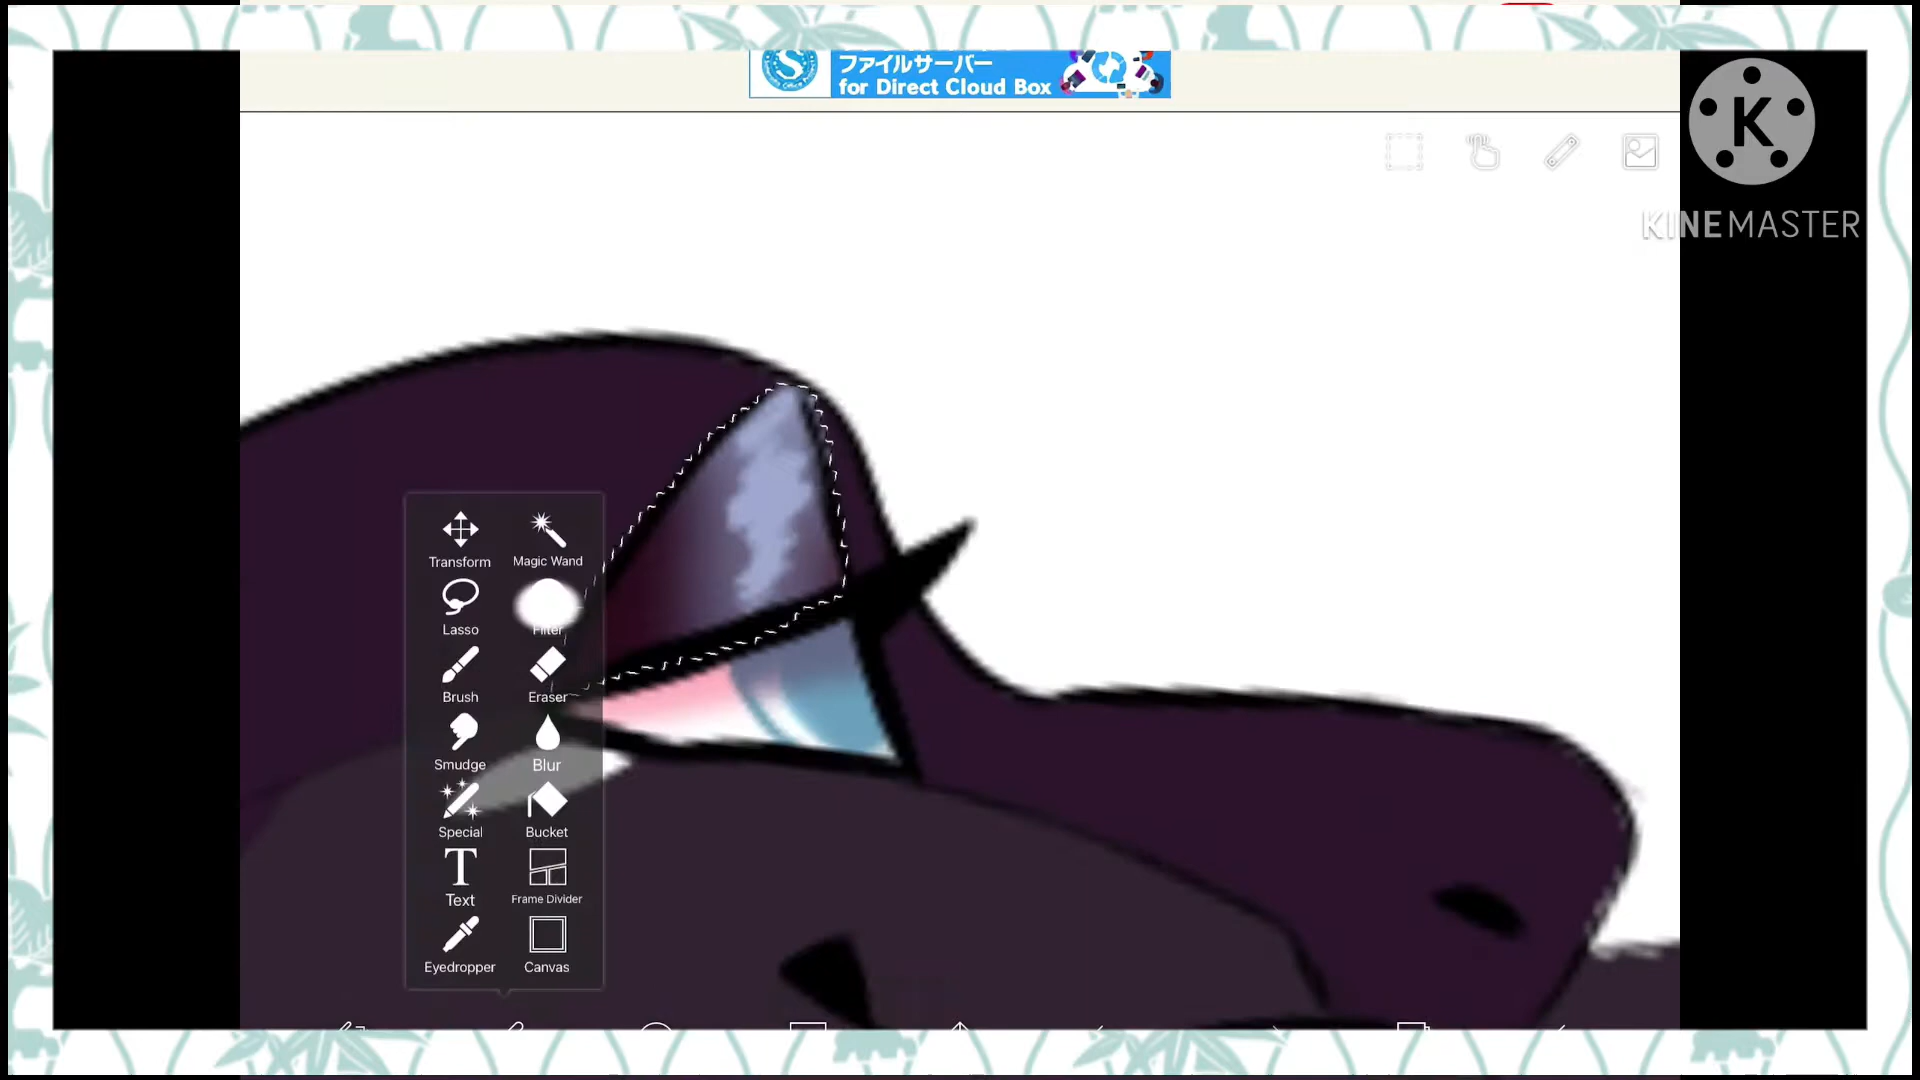 ファイルサーバー
for Direct Cloud Box
K
KINEMASTER
Transform
Magic Wand
Lasso
Filter
Brush
Eraser
Smudge
Blur
Special
Bucket
T
Text
Frame Divider
Eyedropper
Canvas